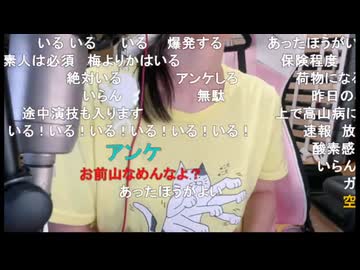 いる いる いる 爆発する あったほうがい
素人は必須 梅よりかはいる 保険程度
絶対いる アンケしろ 荷物にな
いらん 無駄 昨日の
途中演技も入ります 上で高山病に
いる！いる！いる！いる！いる！いる！ 速報 放
アンケ 酸素感
お前山なめんなよ？ いらん
あったほうがよい ガ
空